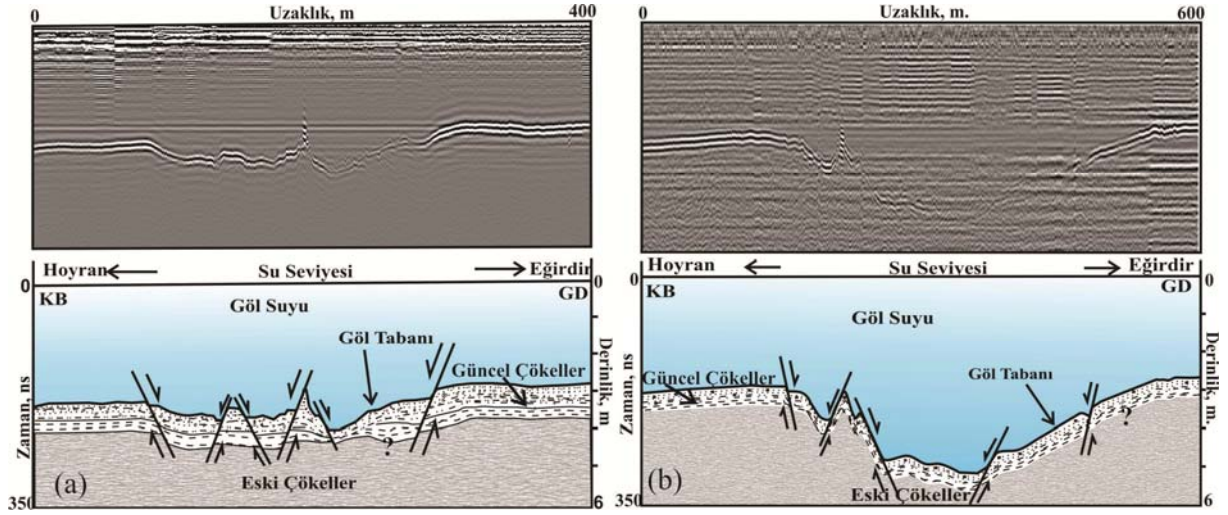 0 Uzaklık, m 400
Hoyran Su Seviyesi Eğirdir
0 0
KB GD
Göl Suyu
Göl Tabanı
Güncel Çökeller
Zaman, ns
Derinlik, m
?
Eski Çökeller
(a)
350 6
0 Uzaklık, m. 600
Hoyran Su Seviyesi Eğirdir
0 0
KB GD
Göl Suyu
Güncel Çökeller
Göl Tabanı
Zaman, ns
Derinlik, m.
?
(b)
Eski Çökeller
350 6